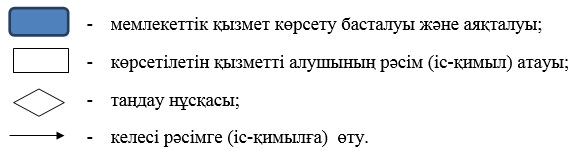 - мемлекеттік қызмет көрсету басталуы және аяқталуы;
- көрсетілетін қызметті алушының рәсім (іс-қимыл) атауы;
- таңдау нұсқасы;
- келесі рәсімге (іс-қимылға) өту.